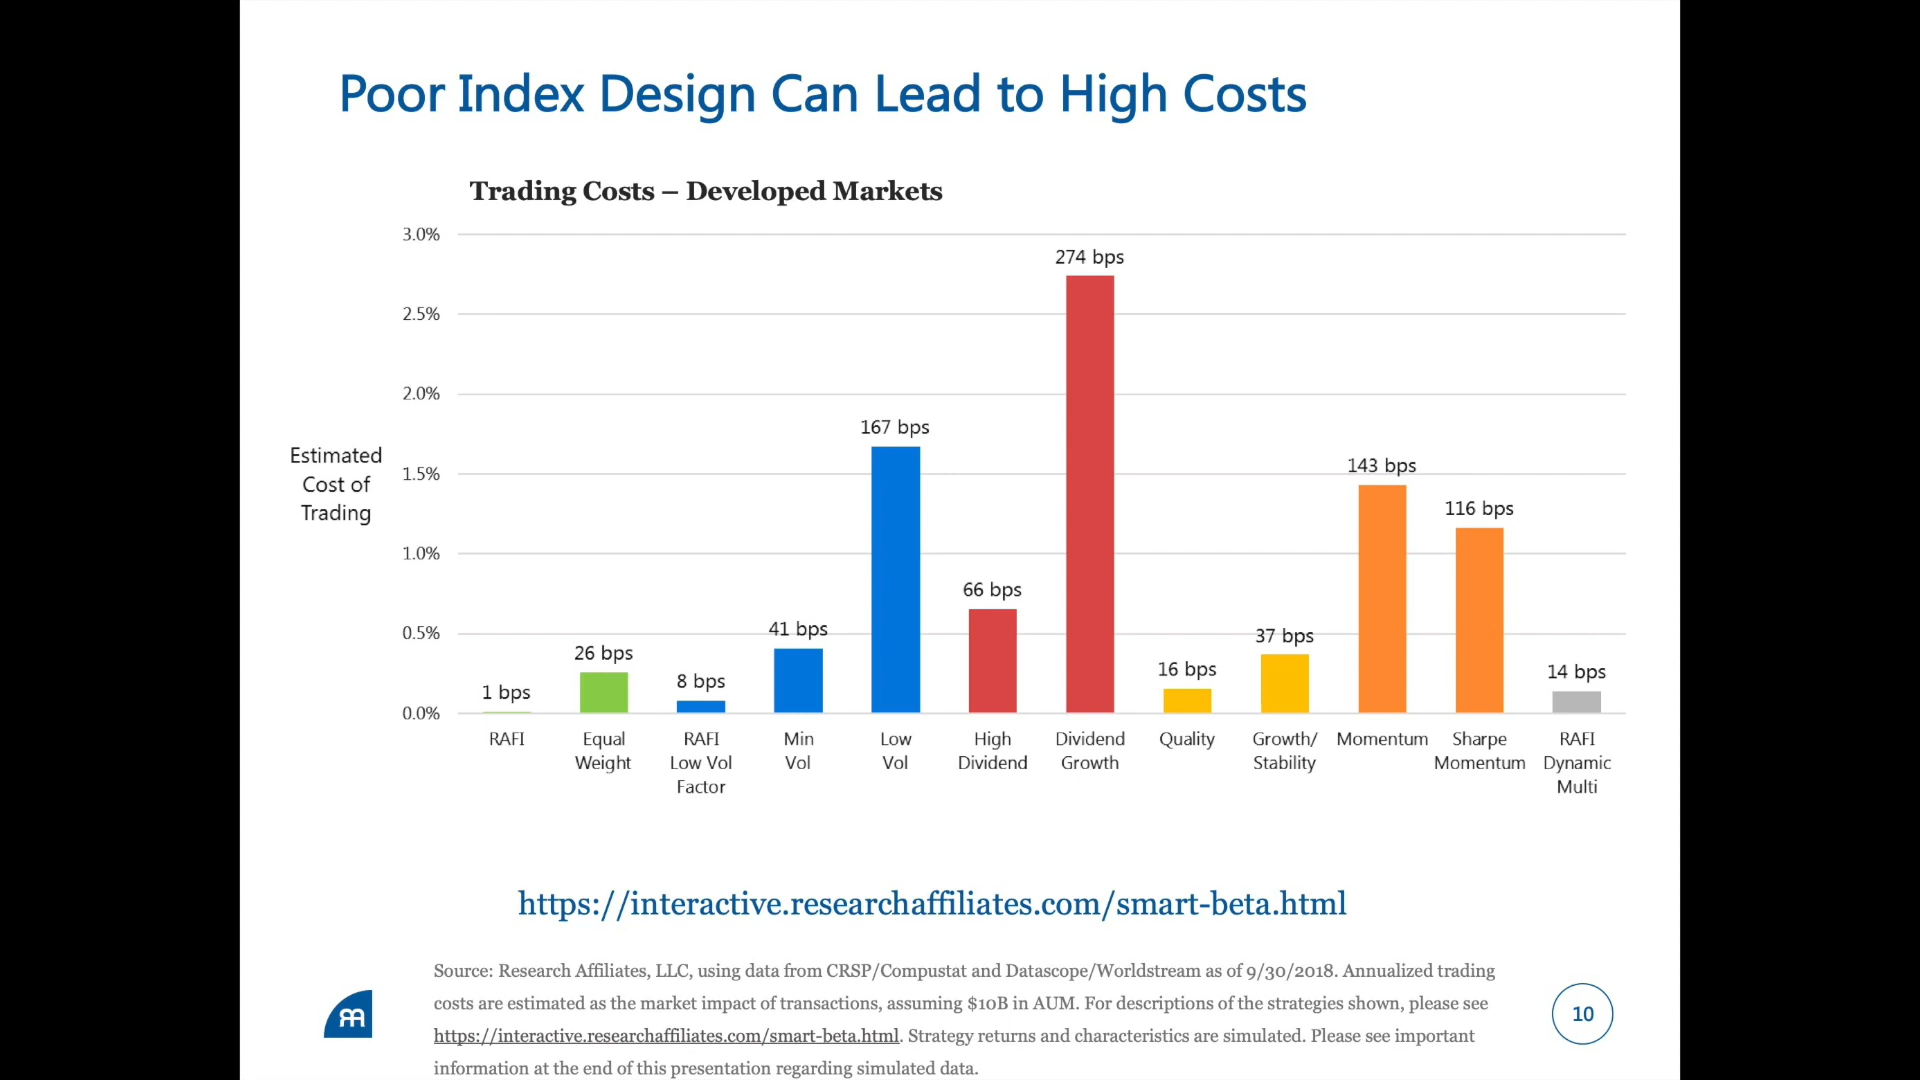 Poor Index Design Can Lead to High Costs
Trading Costs – Developed Markets
3.0%
2.5%
2.0%
1.5%
1.0%
0.5%
0.0%
Estimated
Cost of
Trading
1 bps
26 bps
8 bps
41 bps
167 bps
66 bps
274 bps
16 bps
37 bps
143 bps
116 bps
14 bps
RAFI
Equal
Weight
RAFI
Low Vol
Factor
Min
Vol
Low
Vol
High
Dividend
Dividend
Growth
Quality
Growth/
Stability
Momentum
Sharpe
Momentum
RAFI
Dynamic
Multi
https://interactive.researchaffiliates.com/smart-beta.html
Source: Research Affiliates, LLC, using data from CRSP/Compustat and Datascope/Worldstream as of 9/30/2018. Annualized trading
costs are estimated as the market impact of transactions, assuming $10B in AUM. For descriptions of the strategies shown, please see
https://interactive.researchaffiliates.com/smart-beta.html. Strategy returns and characteristics are simulated. Please see important
information at the end of this presentation regarding simulated data.
10